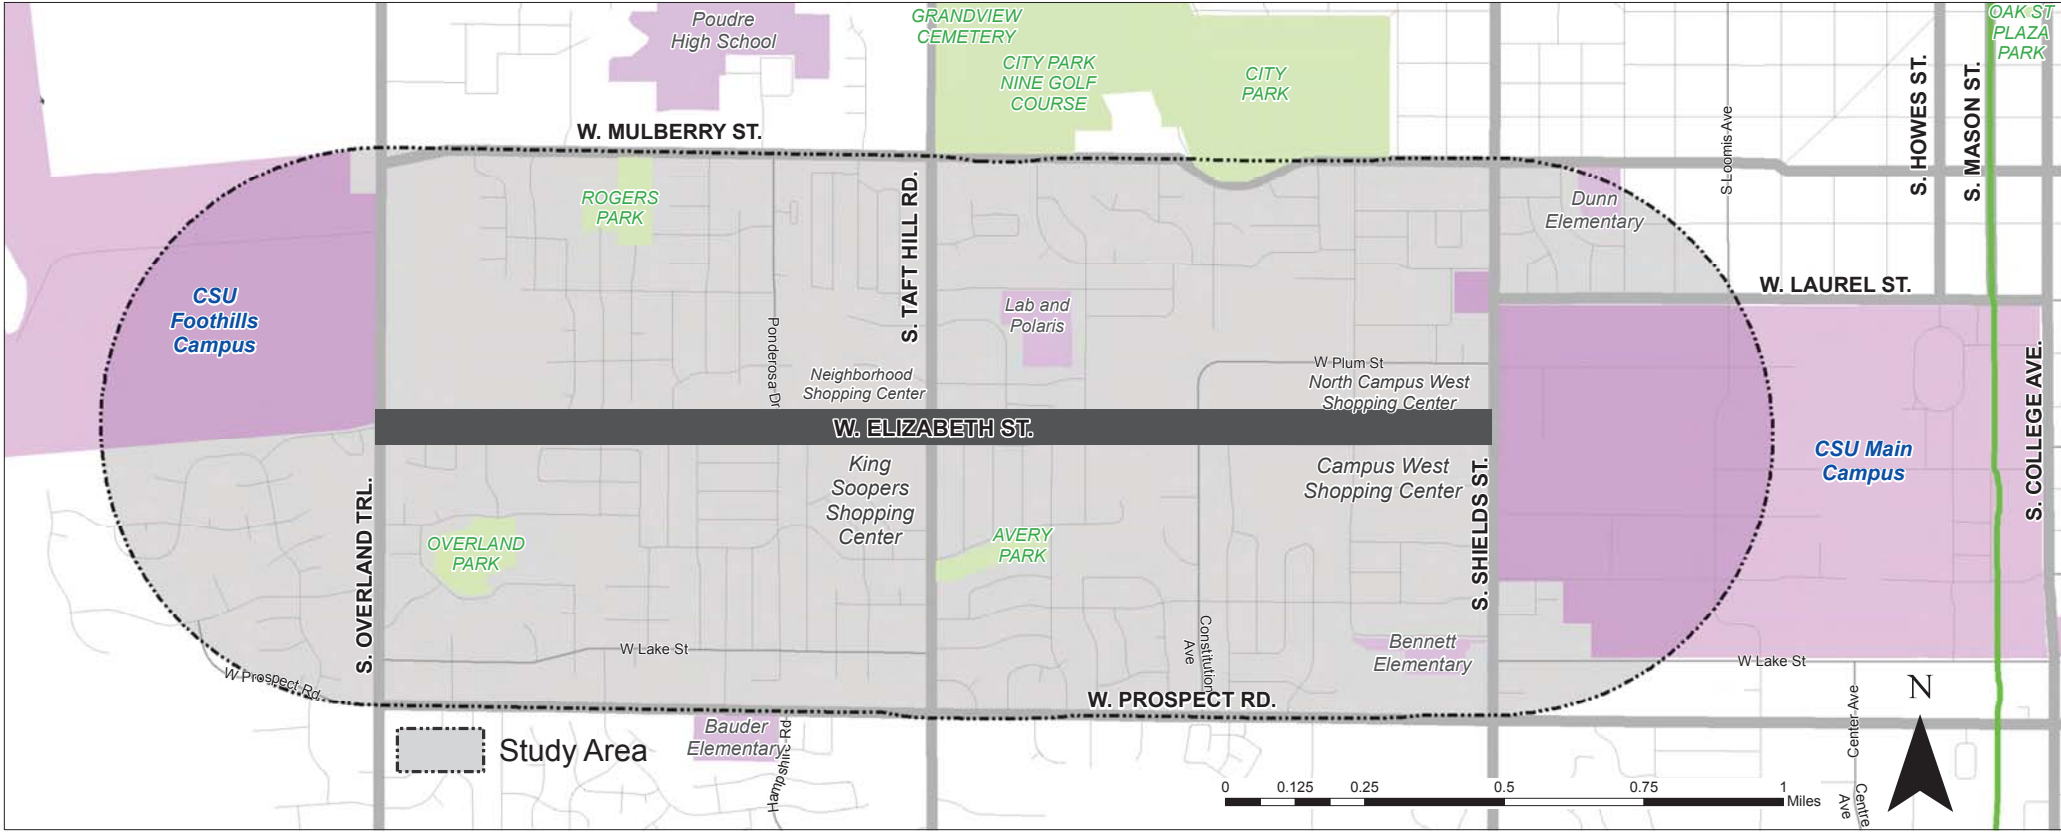 Poudre
High School
GRANDVIEW
CEMETERY
CITY PARK
NINE GOLF
COURSE
CITY
PARK
OAK ST
PLAZA
PARK
S. HOWES ST.
S. MASON ST.
S Loomis Ave
W. MULBERRY ST.
ROGERS
PARK
S. TAFT HILL RD.
Dunn
Elementary
W. LAUREL ST.
CSU
Foothills
Campus
Lab and
Polaris
Ponderosa Dr
Neighborhood
Shopping Center
W Plum St
North Campus West
Shopping Center
S. COLLEGE AVE.
W. ELIZABETH ST.
CSU Main
Campus
King
Soopers
Shopping
Center
Campus West
Shopping Center
S. SHIELDS ST.
S. OVERLAND TRL.
OVERLAND
PARK
AVERY
PARK
W Lake St
Constitution
Ave
Bennett
Elementary
W Lake St
W Prospect Rd
W. PROSPECT RD.
Center Ave
N
Study Area
Bauder
Elementary
Hampshire Rd
0 0.125 0.25 0.5 0.75 1
Miles
Centre
Ave